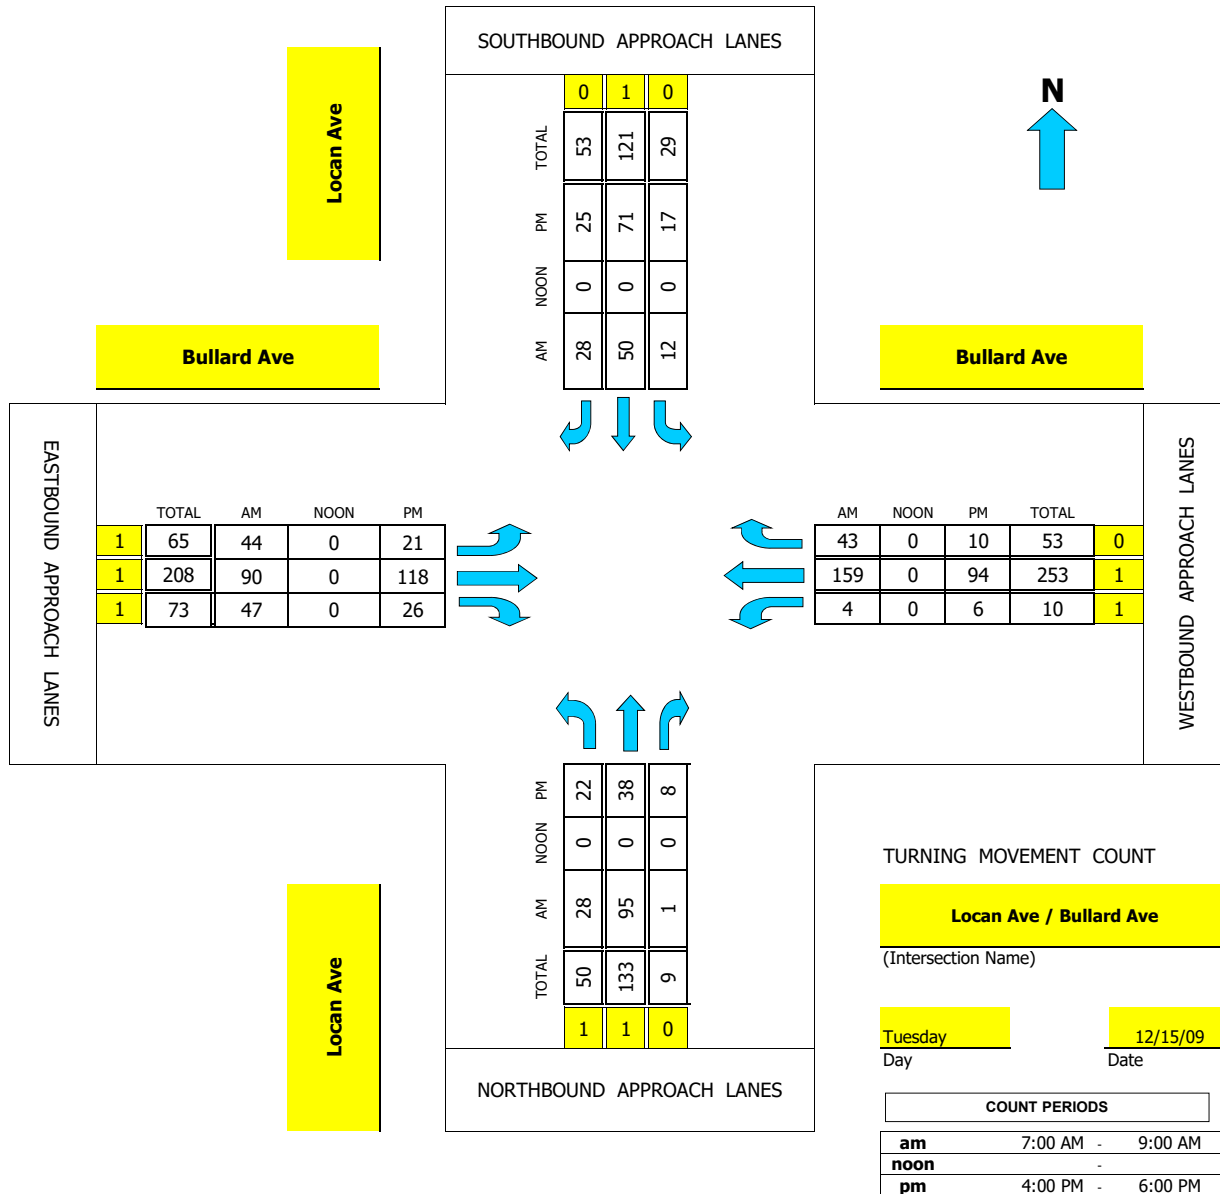 SOUTHBOUND APPROACH LANES
0 1 0
TOTAL 53 121 29
PM 25 71 17
NOON 0 0 0
AM 28 50 12
Locan Ave
N
Bullard Ave
Bullard Ave
EASTBOUND APPROACH LANES
TOTAL AM NOON PM
1 65 44 0 21
1 208 90 0 118
1 73 47 0 26
AM NOON PM TOTAL
43 0 10 53 0
159 0 94 253 1
4 0 6 10 1
WESTBOUND APPROACH LANES
PM 22 38 8
NOON 0 0 0
AM 28 95 1
TOTAL 50 133 9
1 1 0
NORTHBOUND APPROACH LANES
Locan Ave
TURNING MOVEMENT COUNT
Locan Ave / Bullard Ave
(Intersection Name)
Tuesday 12/15/09
Day Date
COUNT PERIODS
am 7:00 AM - 9:00 AM
noon -
pm 4:00 PM - 6:00 PM